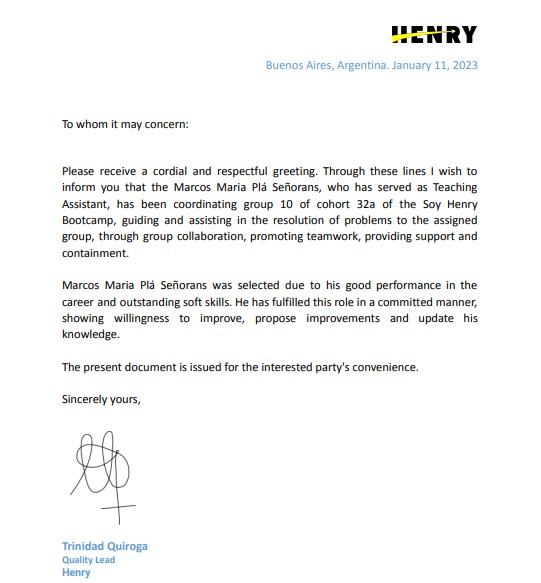 HENRY
Buenos Aires, Argentina. January 11, 2023
To whom it may concern:
Please receive a cordial and respectful greeting. Through these lines I wish to
inform you that the Marcos Maria Plá Señorans, who has served as Teaching
Assistant, has been coordinating group 10 of cohort 32a of the Soy Henry
Bootcamp, guiding and assisting in the resolution of problems to the assigned
group, through group collaboration, promoting teamwork, providing support and
containment.
Marcos Maria Plá Señorans was selected due to his good performance in the
career and outstanding soft skills. He has fulfilled this role in a committed manner,
showing willingness to improve, propose improvements and update his
knowledge.
The present document is issued for the interested party's convenience.
Sincerely yours,
Trinidad Quiroga
Quality Lead
Henry